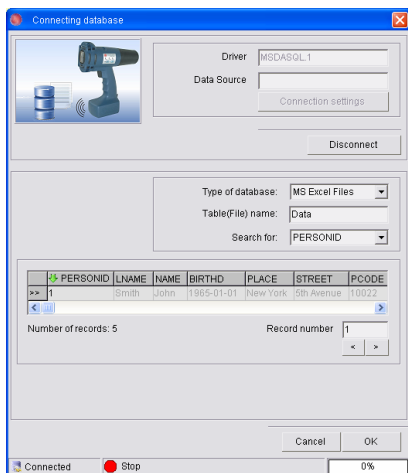 Connecting database
Driver MSDASQL.1
Data Source
Connection settings
Disconnect
Type of database: MS Excel Files
Table(File) name: Data
Search for: PERSONID
PERSONID LNAME NAME BIRTHD PLACE STREET PCODE
>> 1 Smith John 1965-01-01 New York 5th Avenue 10022
Number of records: 5 Record number 1
< >
Cancel OK
Connected Stop 0%